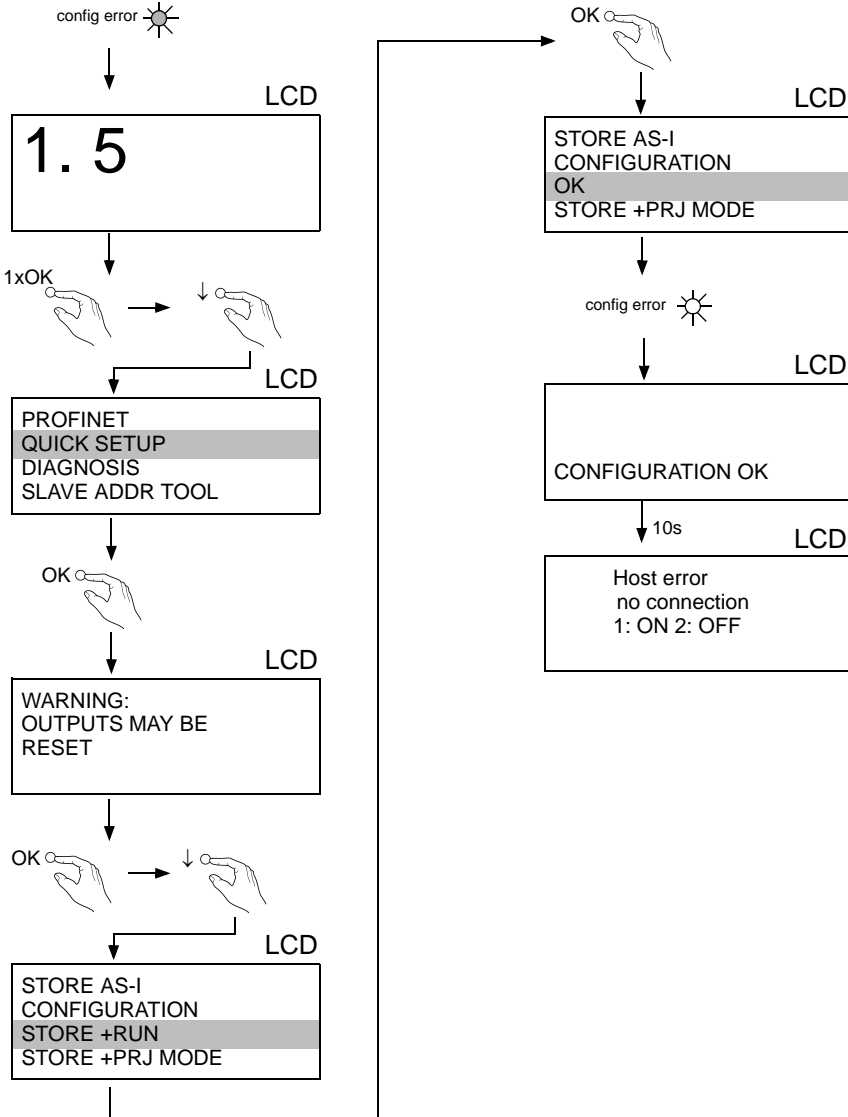 config error
LCD
1. 5
1xOK
↓
LCD
PROFINET
QUICK SETUP
DIAGNOSIS
SLAVE ADDR TOOL
OK
LCD
WARNING:
OUTPUTS MAY BE
RESET
OK
↓
LCD
STORE AS-I
CONFIGURATION
STORE +RUN
STORE +PRJ MODE
OK
LCD
STORE AS-I
CONFIGURATION
OK
STORE +PRJ MODE
config error
LCD
CONFIGURATION OK
10s
LCD
Host error
no connection
1: ON 2: OFF